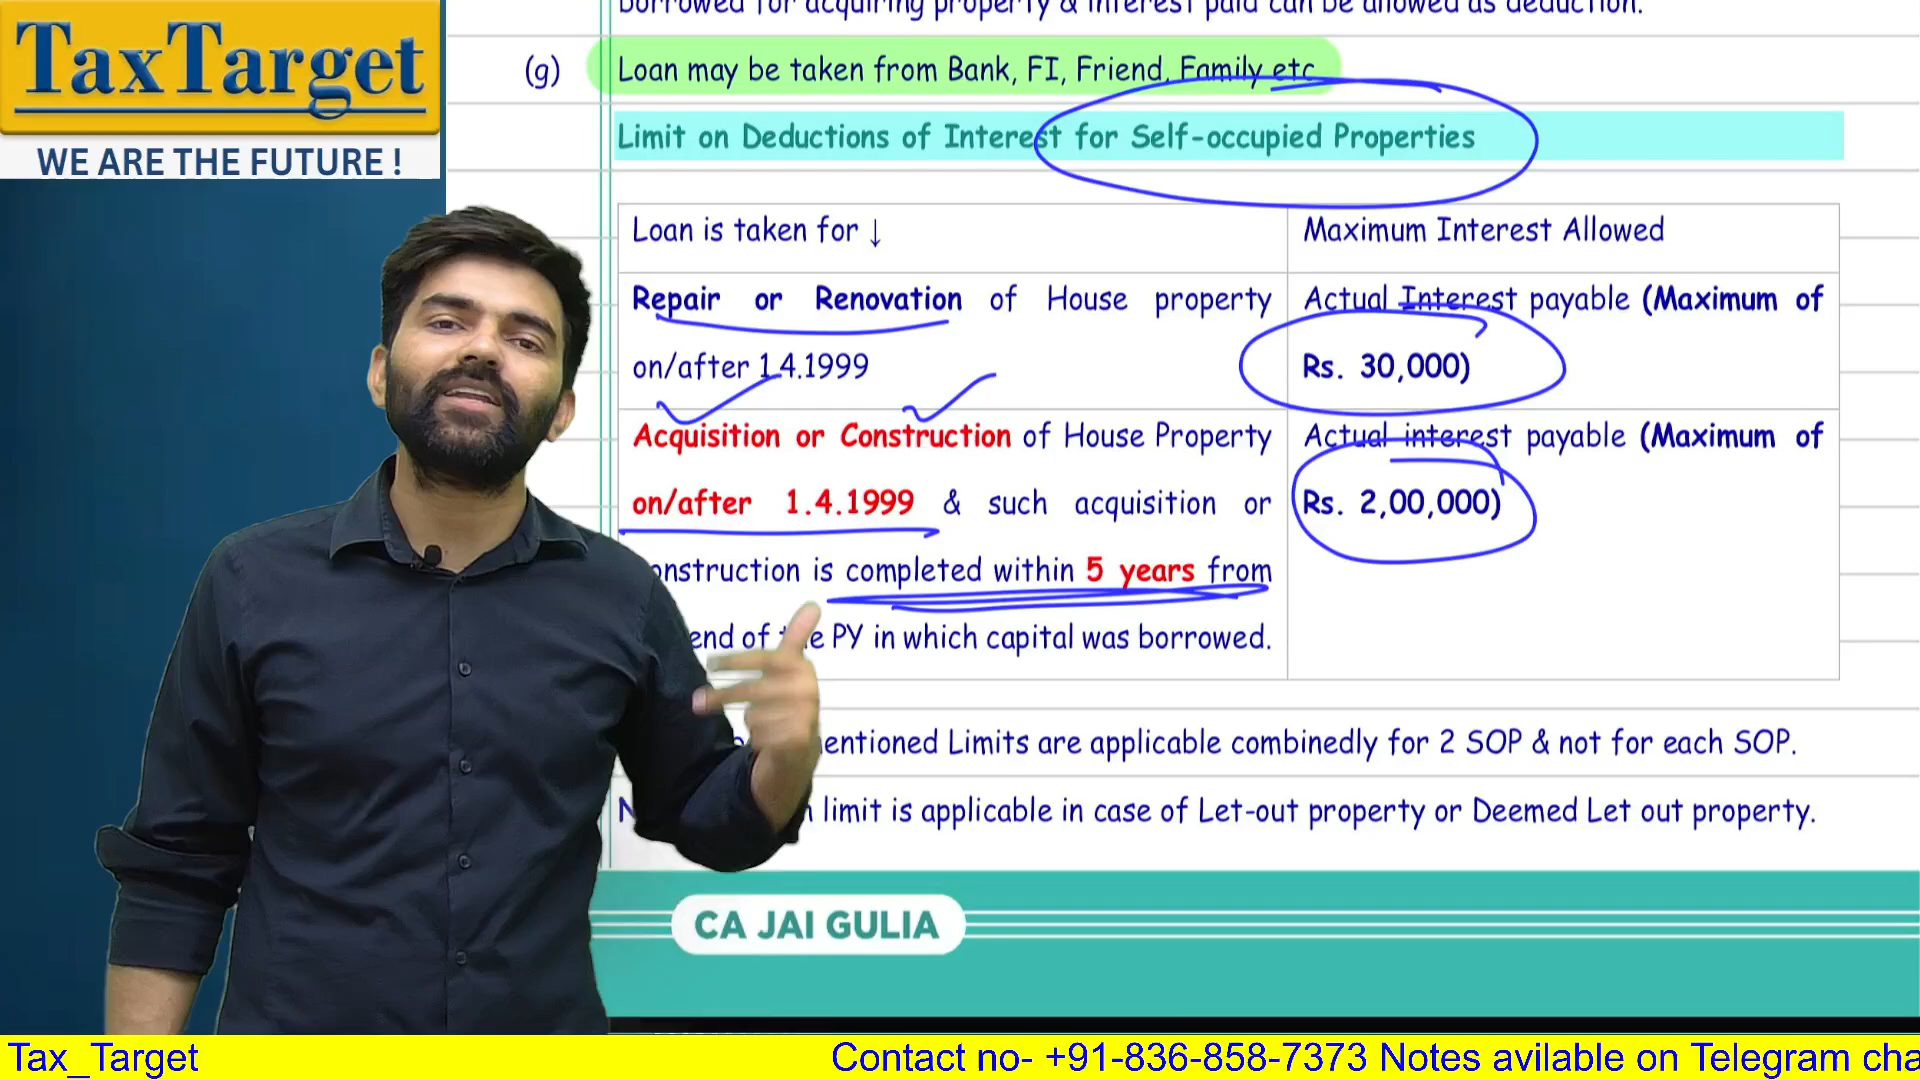 TaxTarget
WE ARE THE FUTURE !
borrowed for acquiring property & interest paid can be allowed as deduction.
(g) Loan may be taken from Bank, FI, Friend, Family etc
Limit on Deductions of Interest for Self-occupied Properties
Loan is taken for ↓
Maximum Interest Allowed
Repair or Renovation of House property
on/after 1.4.1999
Actual Interest payable (Maximum of
Rs. 30,000)
Acquisition or Construction of House Property
on/after 1.4.1999 & such acquisition or
construction is completed within 5 years from
end of the PY in which capital was borrowed.
Actual interest payable (Maximum of
Rs. 2,00,000)
mentioned Limits are applicable combinedly for 2 SOP & not for each SOP.
limit is applicable in case of Let-out property or Deemed Let out property.
CA JAI GULIA
Tax_Target
Contact no- +91-836-858-7373 Notes avilable on Telegram cha